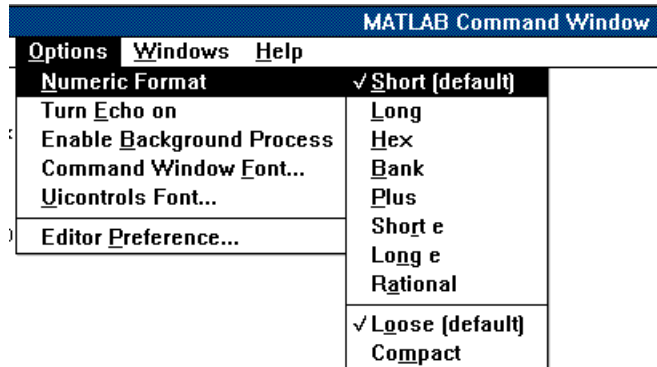 MATLAB Command Window
Options Windows Help
Numeric Format
Turn Echo on
Enable Background Process
Command Window Font...
Uicontrols Font...
Editor Preference...
√ Short (default)
Long
Hex
Bank
Plus
Short e
Long e
Rational
√ Loose (default)
Compact